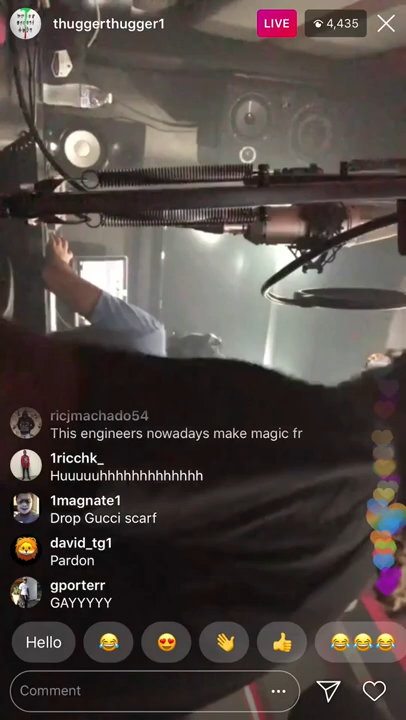 thuggerthugger1
LIVE
4,435
ricjmachado54
This engineers nowadays make magic fr
1ricchk_
Huuuuuhhhhhhhhhhhhh
1magnate1
Drop Gucci scarf
david_tg1
Pardon
gporterr
GAYYYYY
Hello
Comment